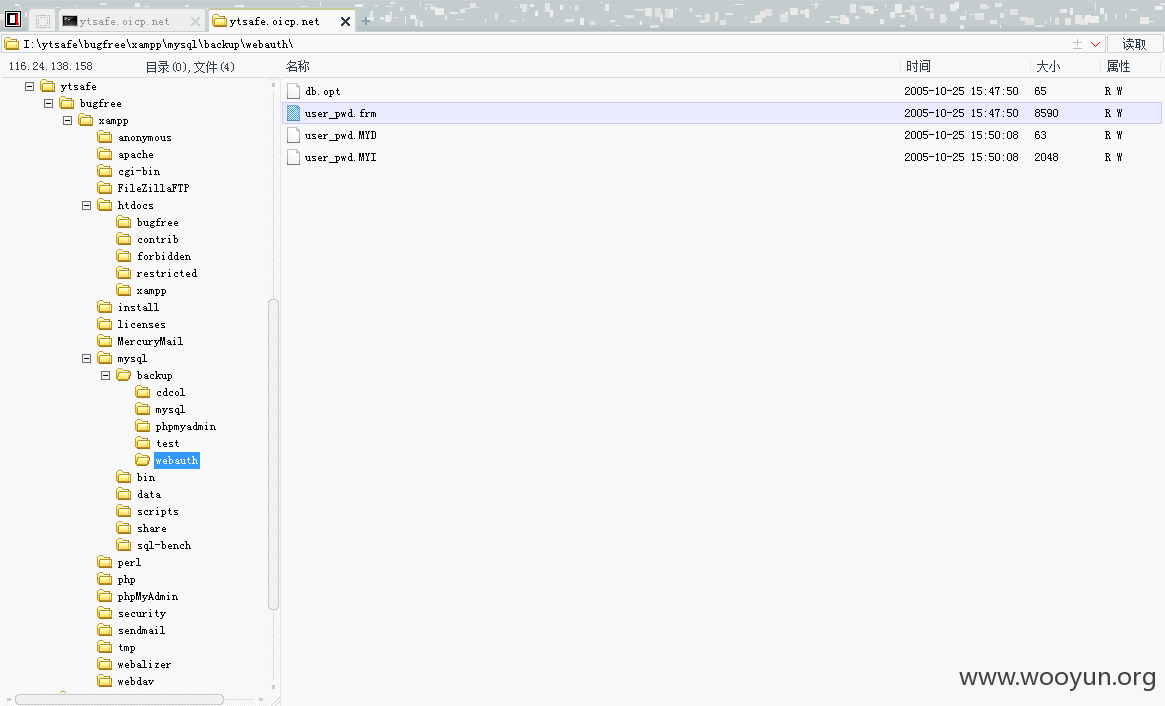 ytsafe.oicp.net
ytsafe.oicp.net
I:\ytsafe\bugfree\xampp\mysql\backup\webauth\
读取
116.24.138.158
目录(0),文件(4)
名称 时间 大小 属性
ytsafe
bugfree
xampp
anonymous
apache
cgi-bin
FileZillaFTP
htdocs
bugfree
contrib
forbidden
restricted
xampp
install
licenses
MercuryMail
mysql
backup
cdcol
mysql
phpmyadmin
test
webauth
bin
data
scripts
share
sql-bench
perl
php
phpMyAdmin
security
sendmail
tmp
webalizer
webdav
db.opt 2005-10-25 15:47:50 65 R W
user_pwd.frm 2005-10-25 15:47:50 8590 R W
user_pwd.MYD 2005-10-25 15:50:08 63 R W
user_pwd.MYI 2005-10-25 15:50:08 2048 R W
www.wooyun.org